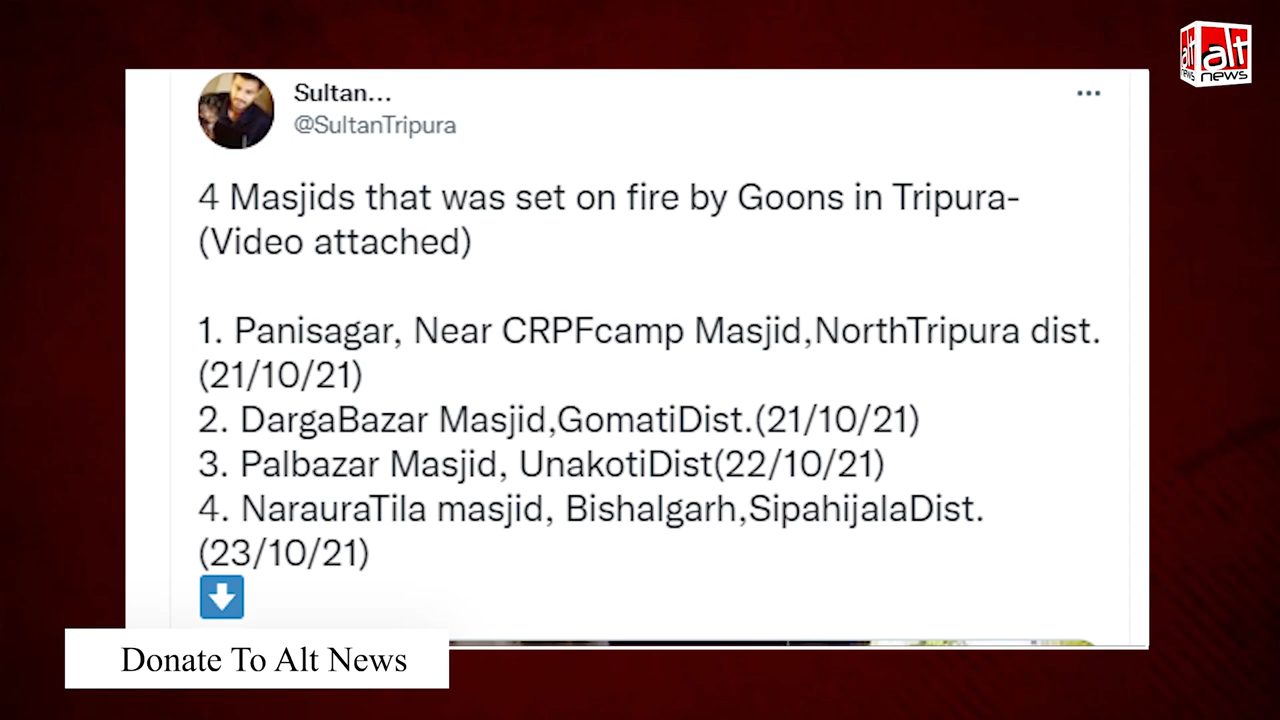 alt
alt
news
news
Sultan...
@SultanTripura
4 Masjids that was set on fire by Goons in Tripura-
(Video attached)
1. Panisagar, Near CRPFcamp Masjid,NorthTripura dist.
(21/10/21)
2. DargaBazar Masjid,GomatiDist.(21/10/21)
3. Palbazar Masjid, UnakotiDist(22/10/21)
4. NarauraTila masjid, Bishalgarh,SipahijalaDist.
(23/10/21)
Donate To Alt News